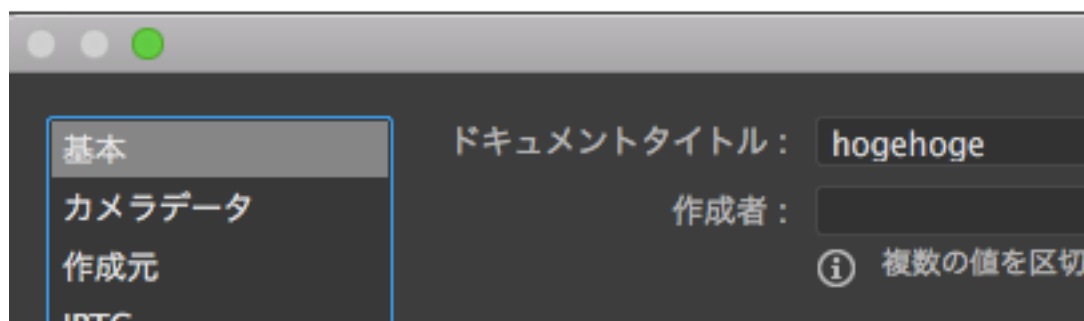 基本
カメラデータ
作成元
IPTC
ドキュメントタイトル： hogehoge
作成者：
複数の値を区切